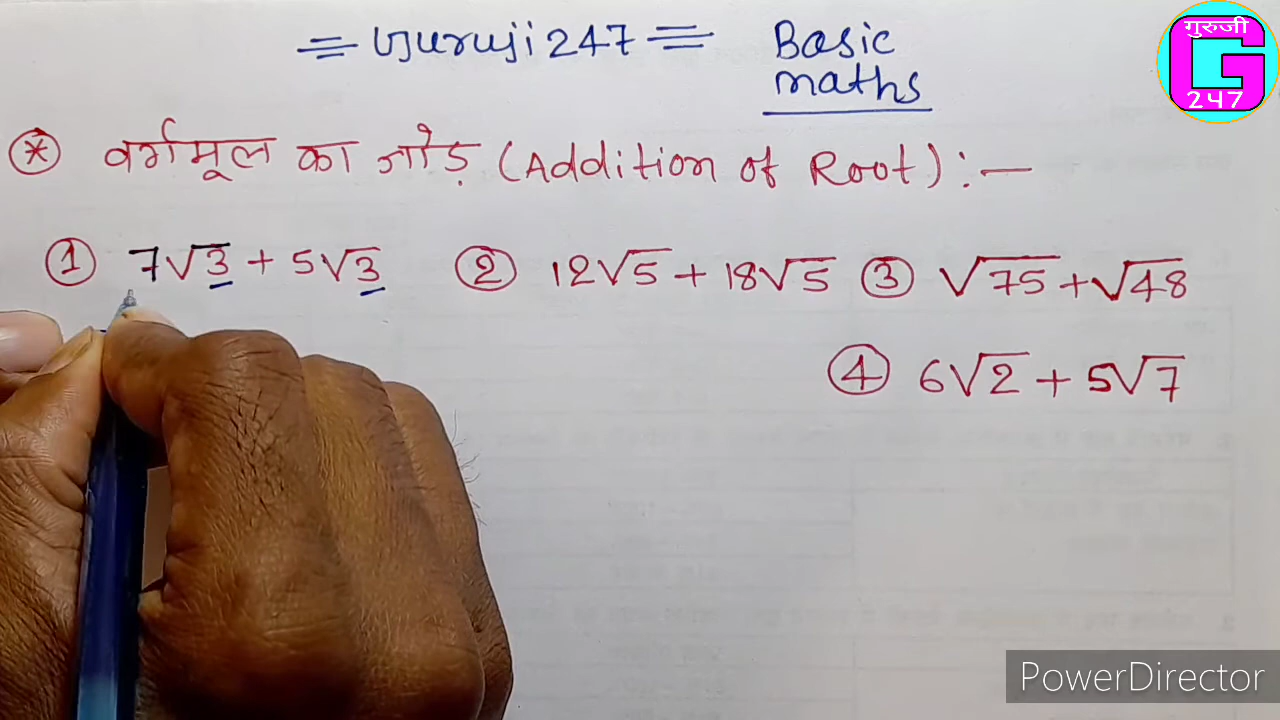 = Guruji247 = Basic maths
गुरुजी
G
247
* वर्गमूल का जोड़ (Addition of Root) :—
① 7√3 + 5√3 ② 12√5 + 18√5 ③ √75 + √48
④ 6√2 + 5√7
PowerDirector